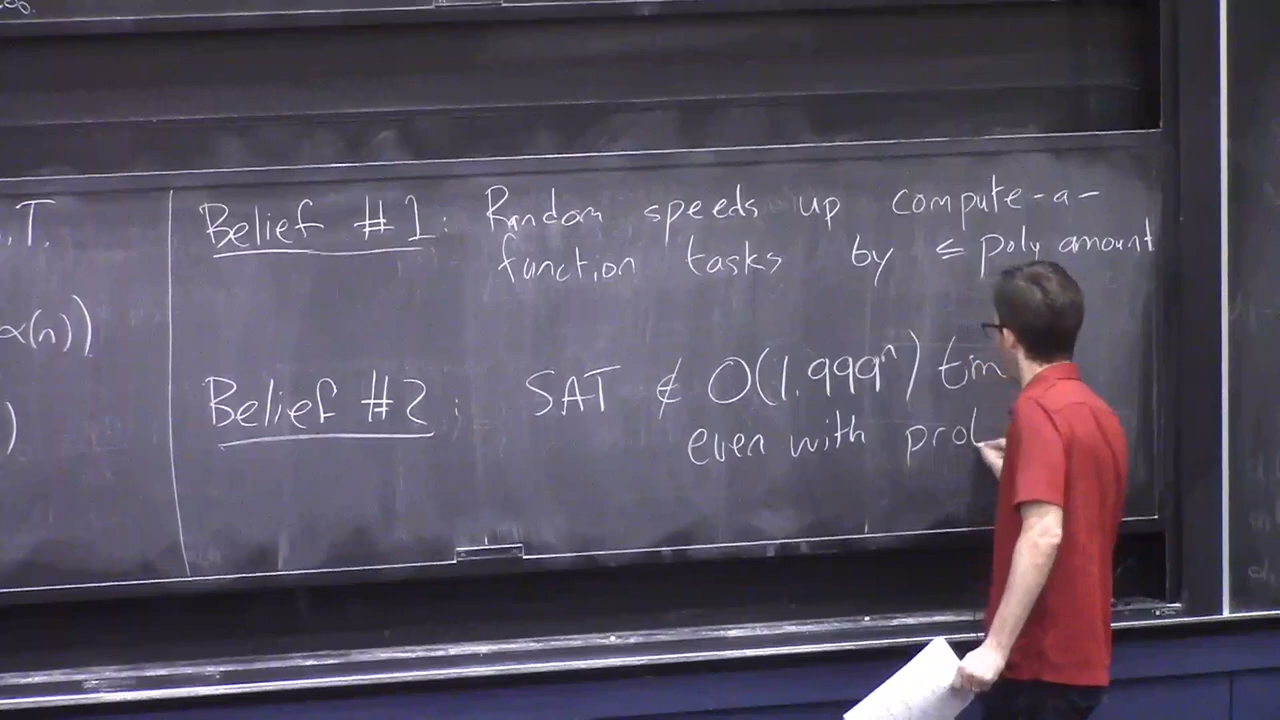 .T.
α(n))
)
Belief #1: Random speeds up compute-a-
function tasks by ≤ poly amount
Belief #2: SAT ∉ O(1.999ⁿ) tim
even with prob